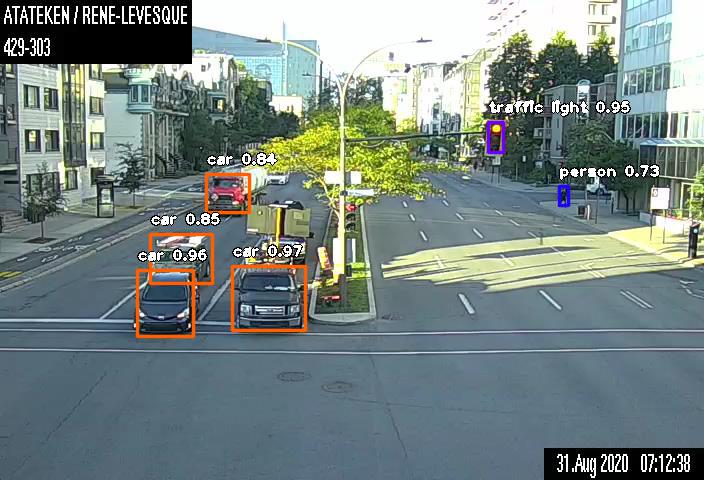 ATATEKEN / RENE-LEVESQUE
429-303
traffic light 0.95
car 0.84
person 0.73
car 0.85
car 0.96
car 0.97
31.Aug 2020 07:12:38